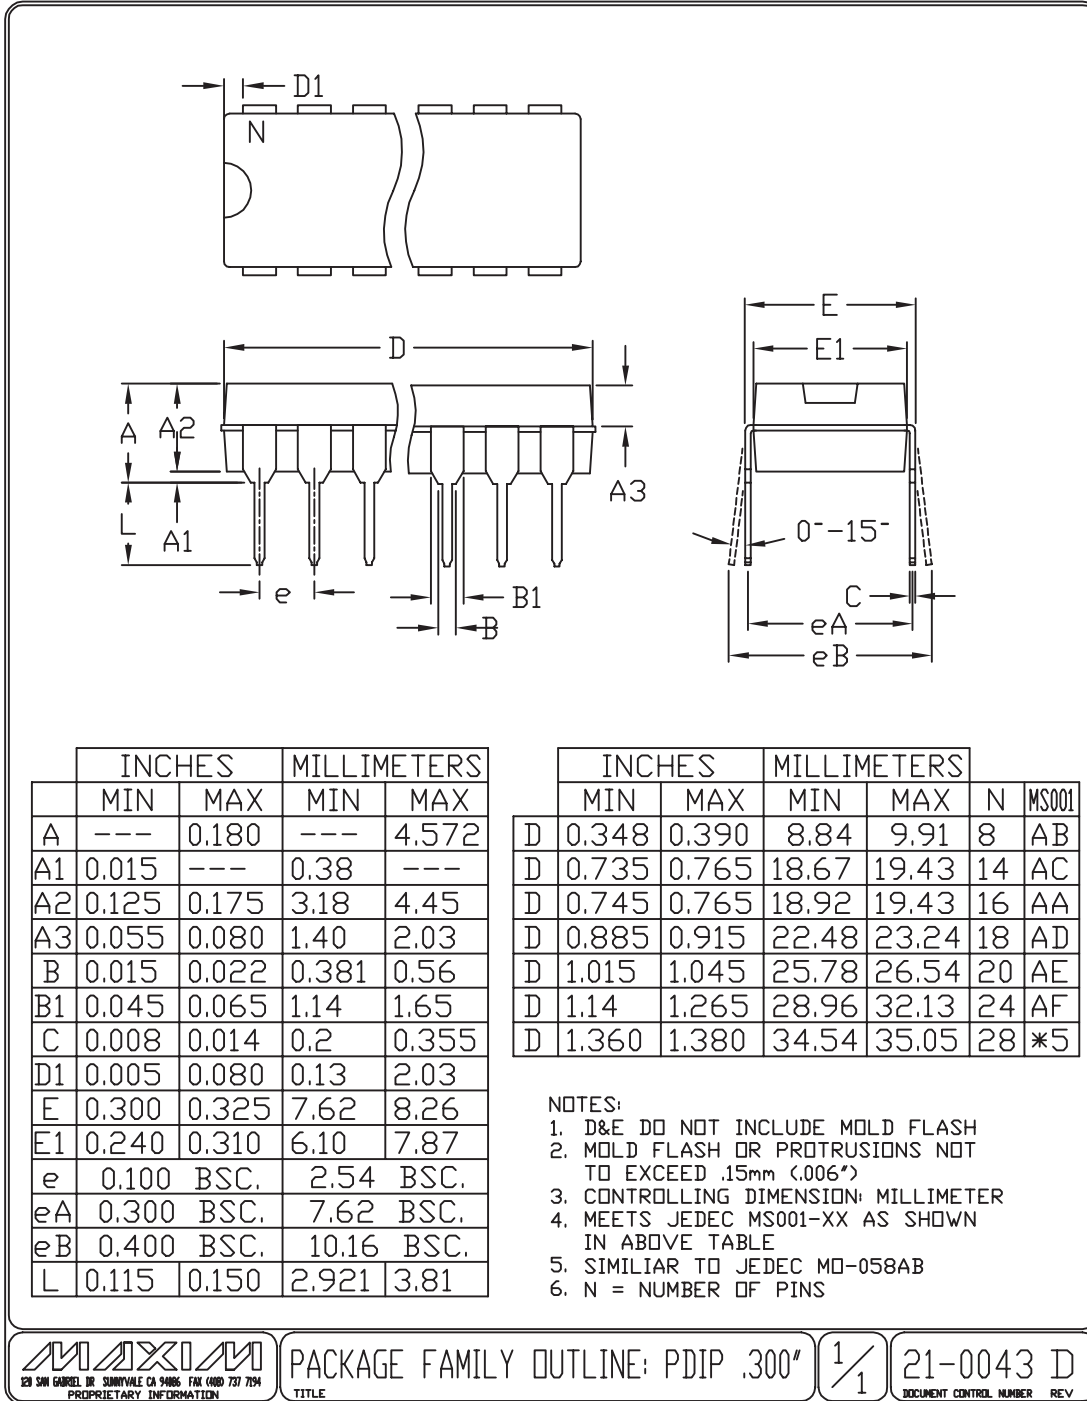 D1
N
E
D
E1
A
A2
A3
L
A1
0°-15°
e
B1
B
C
eA
eB
INCHES MILLIMETERS
MIN MAX MIN MAX
A --- 0.180 --- 4.572
A1 0.015 --- 0.38 ---
A2 0.125 0.175 3.18 4.45
A3 0.055 0.080 1.40 2.03
B 0.015 0.022 0.381 0.56
B1 0.045 0.065 1.14 1.65
C 0.008 0.014 0.2 0.355
D1 0.005 0.080 0.13 2.03
E 0.300 0.325 7.62 8.26
E1 0.240 0.310 6.10 7.87
e 0.100 BSC. 2.54 BSC.
eA 0.300 BSC. 7.62 BSC.
eB 0.400 BSC. 10.16 BSC.
L 0.115 0.150 2.921 3.81
INCHES MILLIMETERS
MIN MAX MIN MAX N MS001
D 0.348 0.390 8.84 9.91 8 AB
D 0.735 0.765 18.67 19.43 14 AC
D 0.745 0.765 18.92 19.43 16 AA
D 0.885 0.915 22.48 23.24 18 AD
D 1.015 1.045 25.78 26.54 20 AE
D 1.14 1.265 28.96 32.13 24 AF
D 1.360 1.380 34.54 35.05 28 *5
NOTES:
1. D&E DO NOT INCLUDE MOLD FLASH
2. MOLD FLASH OR PROTRUSIONS NOT
TO EXCEED .15mm (.006")
3. CONTROLLING DIMENSION: MILLIMETER
4. MEETS JEDEC MS001-XX AS SHOWN
IN ABOVE TABLE
5. SIMILIAR TO JEDEC MO-058AB
6. N = NUMBER OF PINS
MAXIM
120 SAN GABRIEL DR SUNNYVALE CA 94086 FAX (408) 737 7194
PROPRIETARY INFORMATION
PACKAGE FAMILY OUTLINE: PDIP .300"
TITLE
1/1
21-0043 D
DOCUMENT CONTROL NUMBER REV